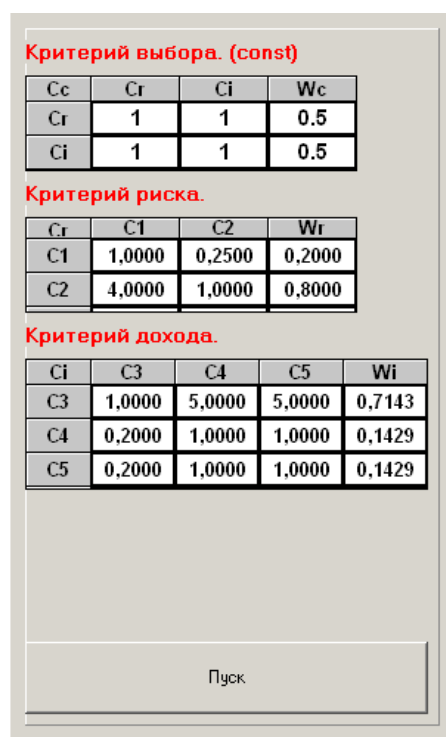 Критерий выбора. (const)
Cc Cr Ci Wc
Cr 1 1 0.5
Ci 1 1 0.5
Критерий риска.
Cr C1 C2 Wr
C1 1,0000 0,2500 0,2000
C2 4,0000 1,0000 0,8000
Критерий дохода.
Ci C3 C4 C5 Wi
C3 1,0000 5,0000 5,0000 0,7143
C4 0,2000 1,0000 1,0000 0,1429
C5 0,2000 1,0000 1,0000 0,1429
Пуск